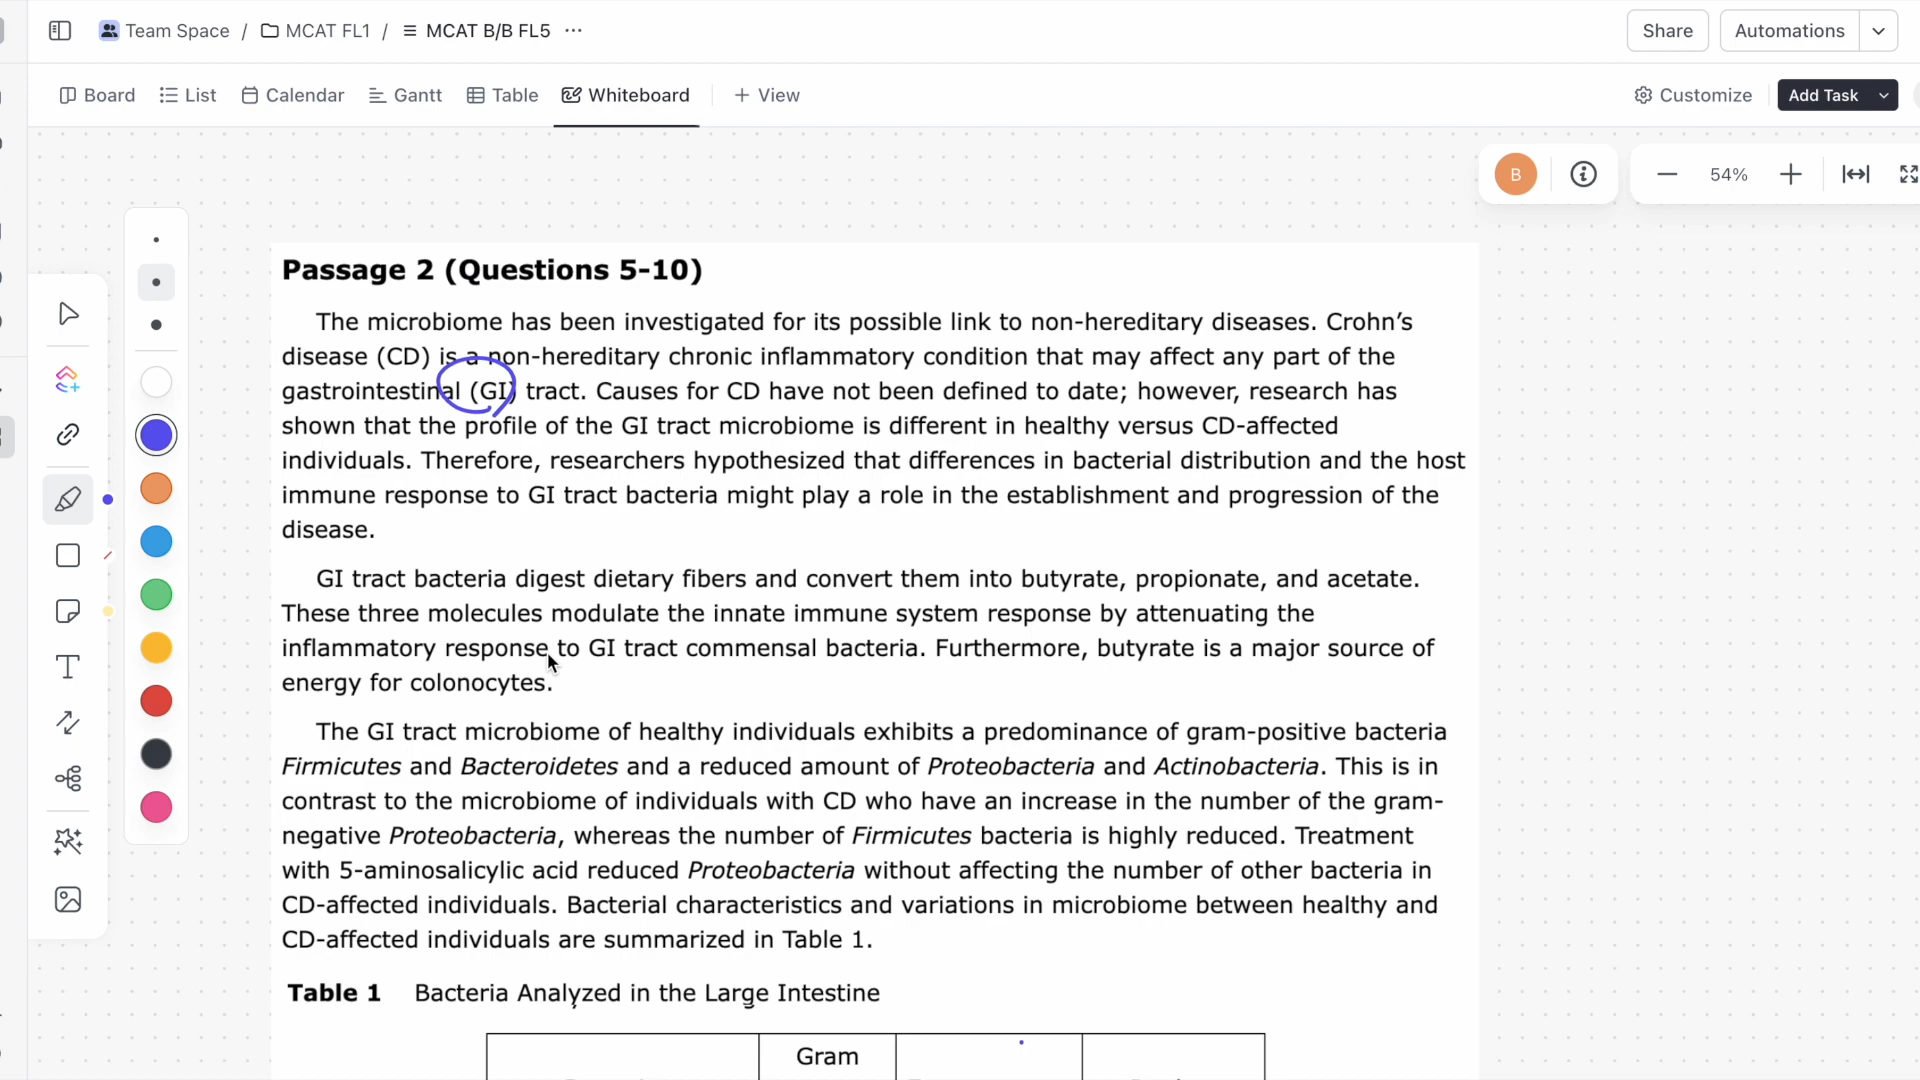 Team Space / MCAT FL1 / MCAT B/B FL5 ...
Share
Automations
Board
List
Calendar
Gantt
Table
Whiteboard
+ View
Customize
Add Task
B
54%
Passage 2 (Questions 5-10)
The microbiome has been investigated for its possible link to non-hereditary diseases. Crohn’s
disease (CD) is a non-hereditary chronic inflammatory condition that may affect any part of the
gastrointestinal (GI) tract. Causes for CD have not been defined to date; however, research has
shown that the profile of the GI tract microbiome is different in healthy versus CD-affected
individuals. Therefore, researchers hypothesized that differences in bacterial distribution and the host
immune response to GI tract bacteria might play a role in the establishment and progression of the
disease.
GI tract bacteria digest dietary fibers and convert them into butyrate, propionate, and acetate.
These three molecules modulate the innate immune system response by attenuating the
inflammatory response to GI tract commensal bacteria. Furthermore, butyrate is a major source of
energy for colonocytes.
The GI tract microbiome of healthy individuals exhibits a predominance of gram-positive bacteria
Firmicutes and Bacteroidetes and a reduced amount of Proteobacteria and Actinobacteria. This is in
contrast to the microbiome of individuals with CD who have an increase in the number of the gram-
negative Proteobacteria, whereas the number of Firmicutes bacteria is highly reduced. Treatment
with 5-aminosalicylic acid reduced Proteobacteria without affecting the number of other bacteria in
CD-affected individuals. Bacterial characteristics and variations in microbiome between healthy and
CD-affected individuals are summarized in Table 1.
Table 1 Bacteria Analyzed in the Large Intestine
Gram